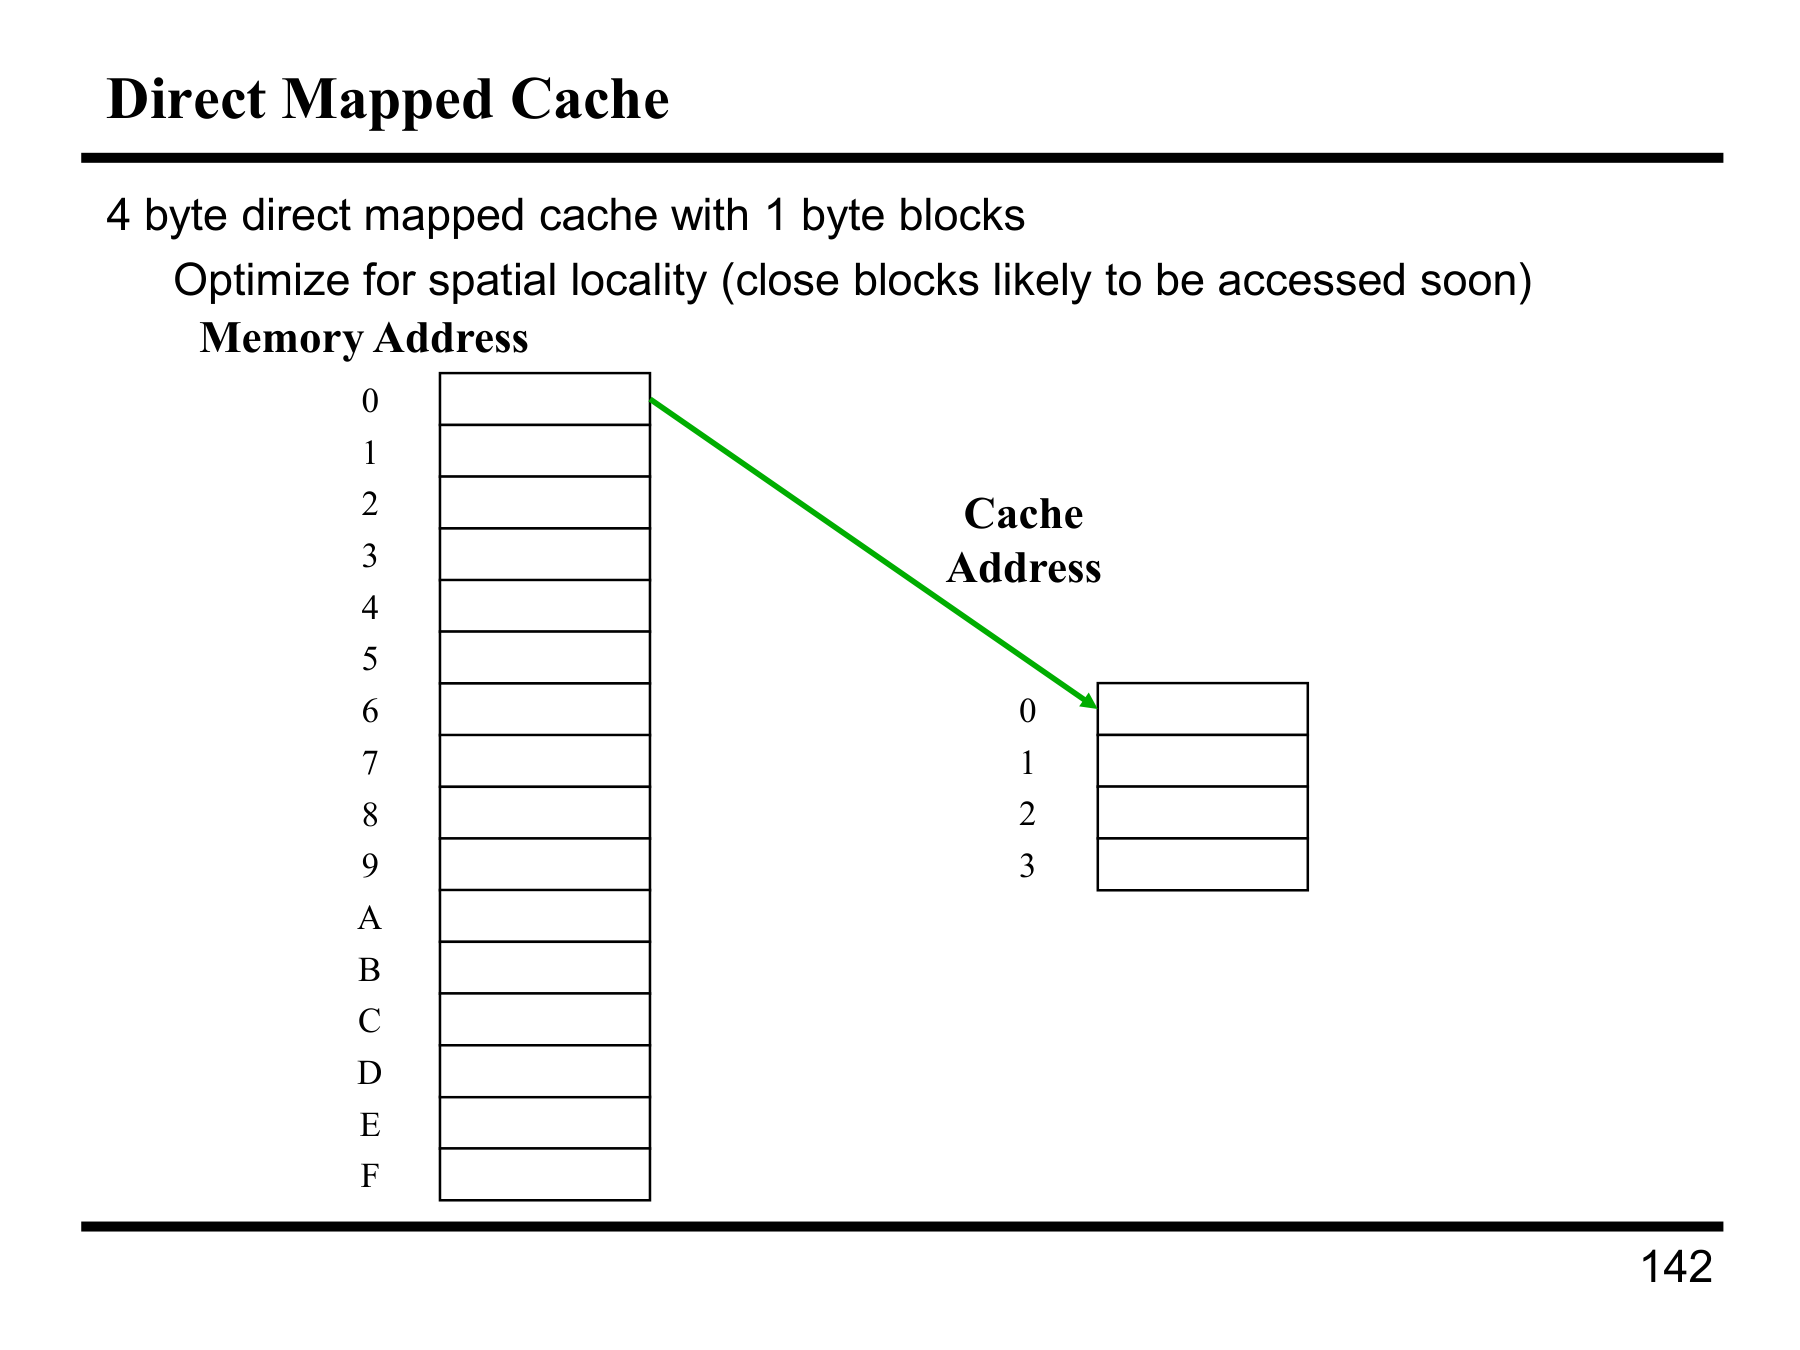 Direct Mapped Cache
4 byte direct mapped cache with 1 byte blocks
Optimize for spatial locality (close blocks likely to be accessed soon)
Memory Address
0
1
2
3
4
5
6
7
8
9
A
B
C
D
E
F
Cache
Address
0
1
2
3
142